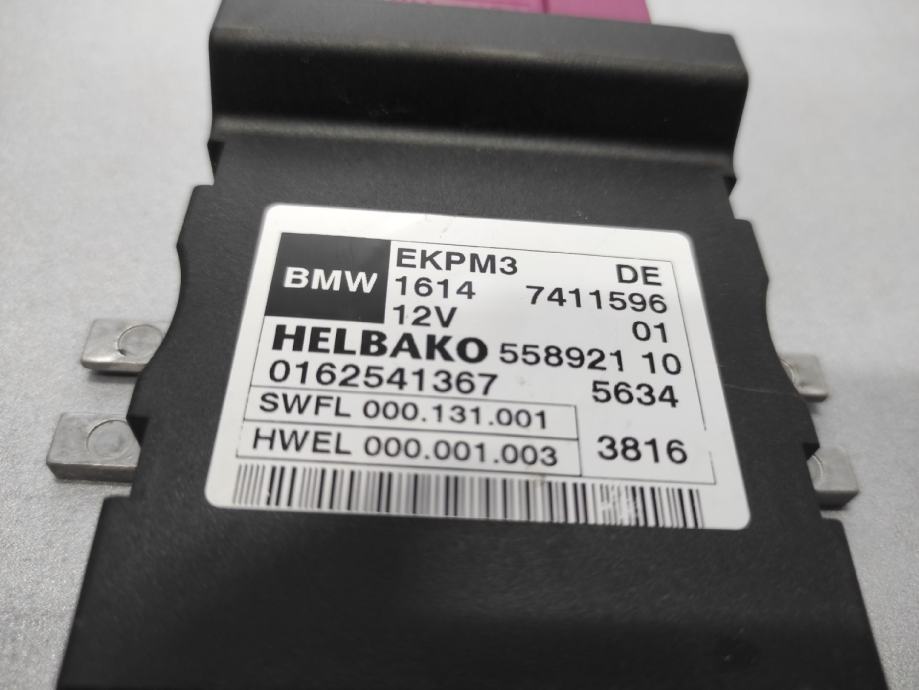 BMW
EKPM3 DE
1614 7411596
12V 01
HELBAKO 558921 10
0162541367 5634
SWFL 000.131.001
HWEL 000.001.003 3816